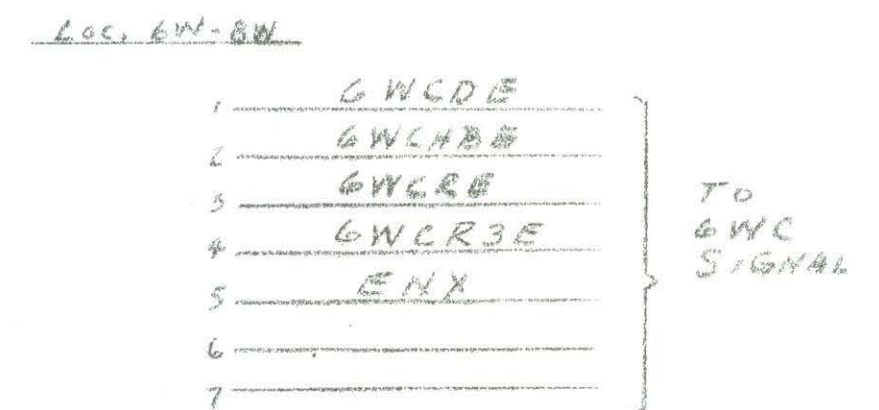 LOC. 6W-8W
1 6WCDE
2 6WCHBE
3 6WCRE
4 6WCR3E
5 ENX
6
7
TO
6WC
SIGNAL